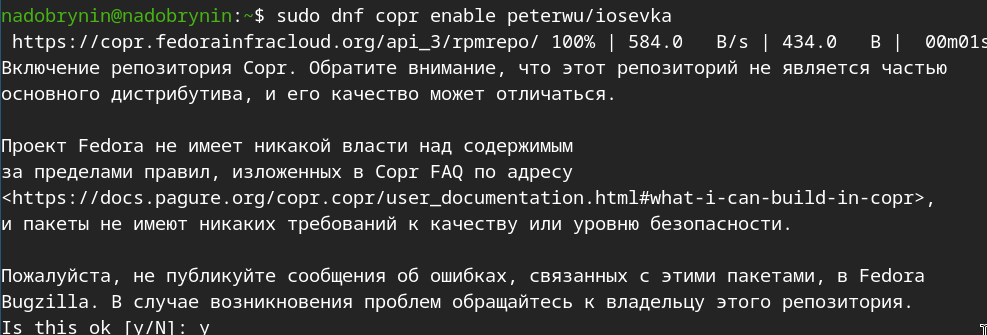 nadobrynin@nadobrynin:~$ sudo dnf copr enable peterwu/iosevka
https://copr.fedorainfracloud.org/api_3/rpmrepo/ 100% | 584.0   B/s | 434.0   B |  00m01s
Включение репозитория Copr. Обратите внимание, что этот репозиторий не является частью
основного дистрибутива, и его качество может отличаться.
Проект Fedora не имеет никакой власти над содержимым
за пределами правил, изложенных в Copr FAQ по адресу
<https://docs.pagure.org/copr.copr/user_documentation.html#what-i-can-build-in-copr>,
и пакеты не имеют никаких требований к качеству или уровню безопасности.
Пожалуйста, не публикуйте сообщения об ошибках, связанных с этими пакетами, в Fedora
Bugzilla. В случае возникновения проблем обращайтесь к владельцу этого репозитория.
Is this ok [y/N]: y